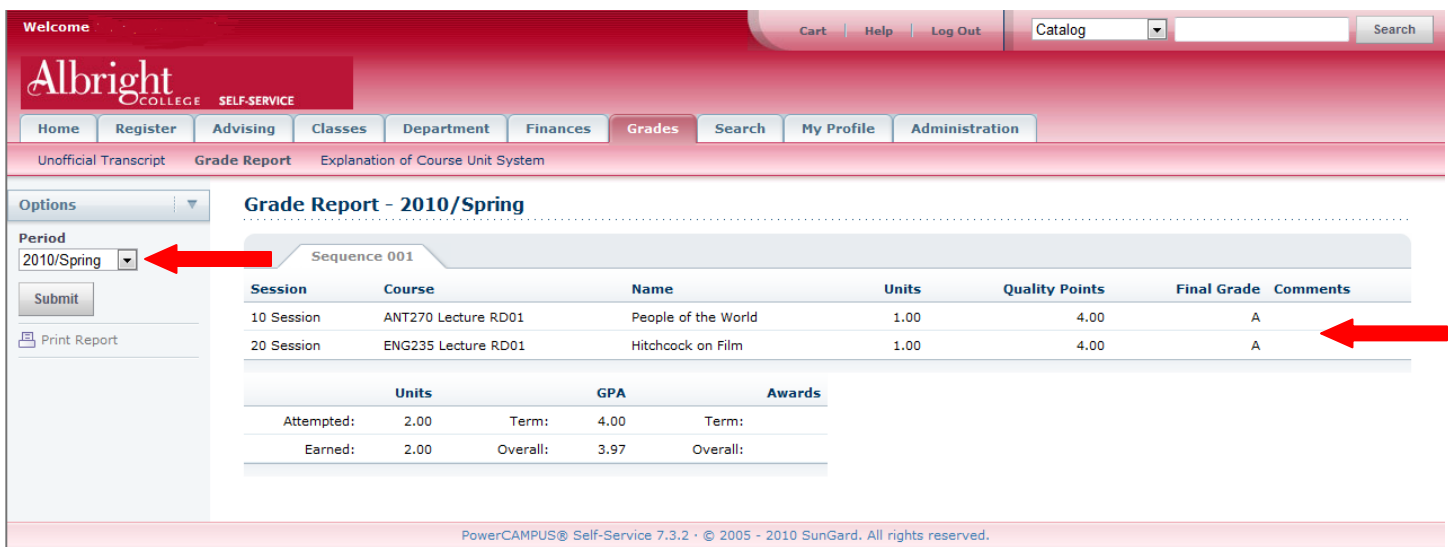 Welcome
Cart Help Log Out Catalog Search
Albright COLLEGE SELF-SERVICE
Home Register Advising Classes Department Finances Grades Search My Profile Administration
Unofficial Transcript Grade Report Explanation of Course Unit System
Options
Period
2010/Spring
Submit
Print Report
Grade Report - 2010/Spring
Sequence 001
Session Course Name Units Quality Points Final Grade Comments
10 Session ANT270 Lecture RD01 People of the World 1.00 4.00 A
20 Session ENG235 Lecture RD01 Hitchcock on Film 1.00 4.00 A
Units GPA Awards
Attempted: 2.00 Term: 4.00 Term:
Earned: 2.00 Overall: 3.97 Overall:
PowerCAMPUS® Self-Service 7.3.2 · © 2005 - 2010 SunGard. All rights reserved.